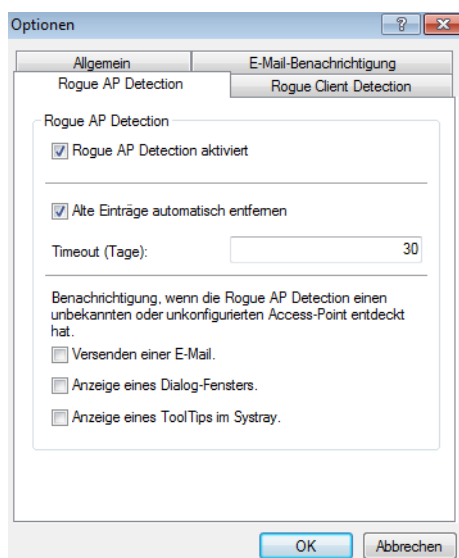 Optionen
Allgemein
E-Mail-Benachrichtigung
Rogue AP Detection
Rogue Client Detection
Rogue AP Detection
Rogue AP Detection aktiviert
Alte Einträge automatisch entfernen
Timeout (Tage):
30
Benachrichtigung, wenn die Rogue AP Detection einen
unbekannten oder unkonfigurierten Access-Point entdeckt
hat.
Versenden einer E-Mail.
Anzeige eines Dialog-Fensters.
Anzeige eines ToolTips im Systray.
OK
Abbrechen